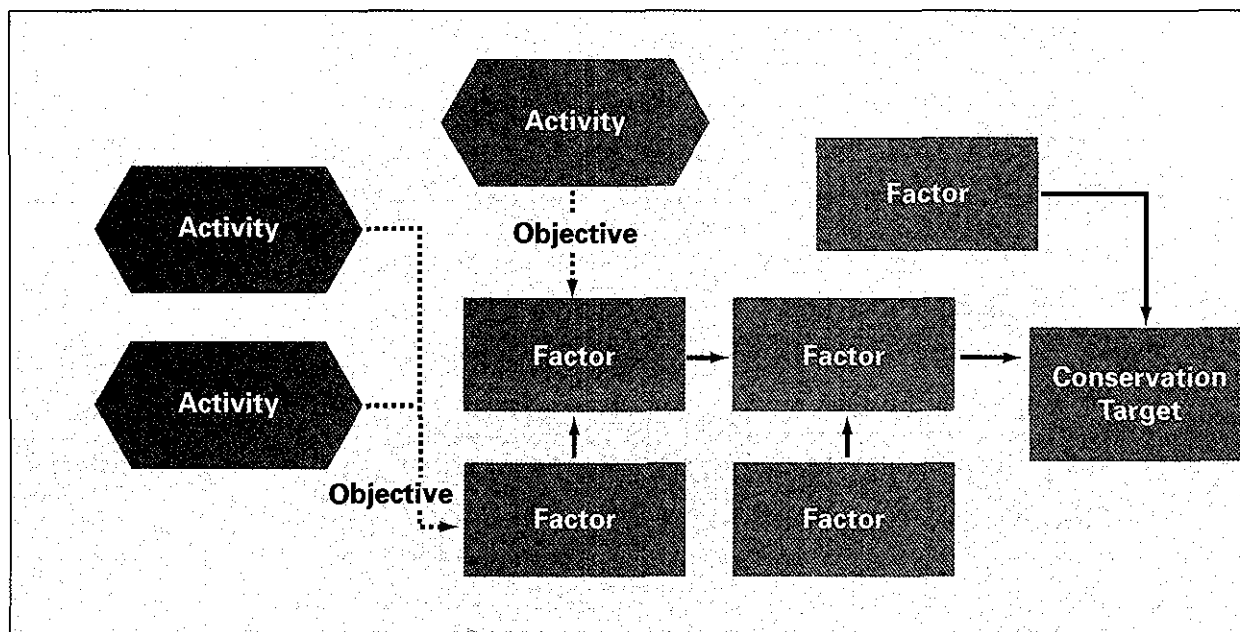 Activity
Factor
Activity
Objective
Factor
Factor
Conservation
Target
Activity
Objective
Factor
Factor